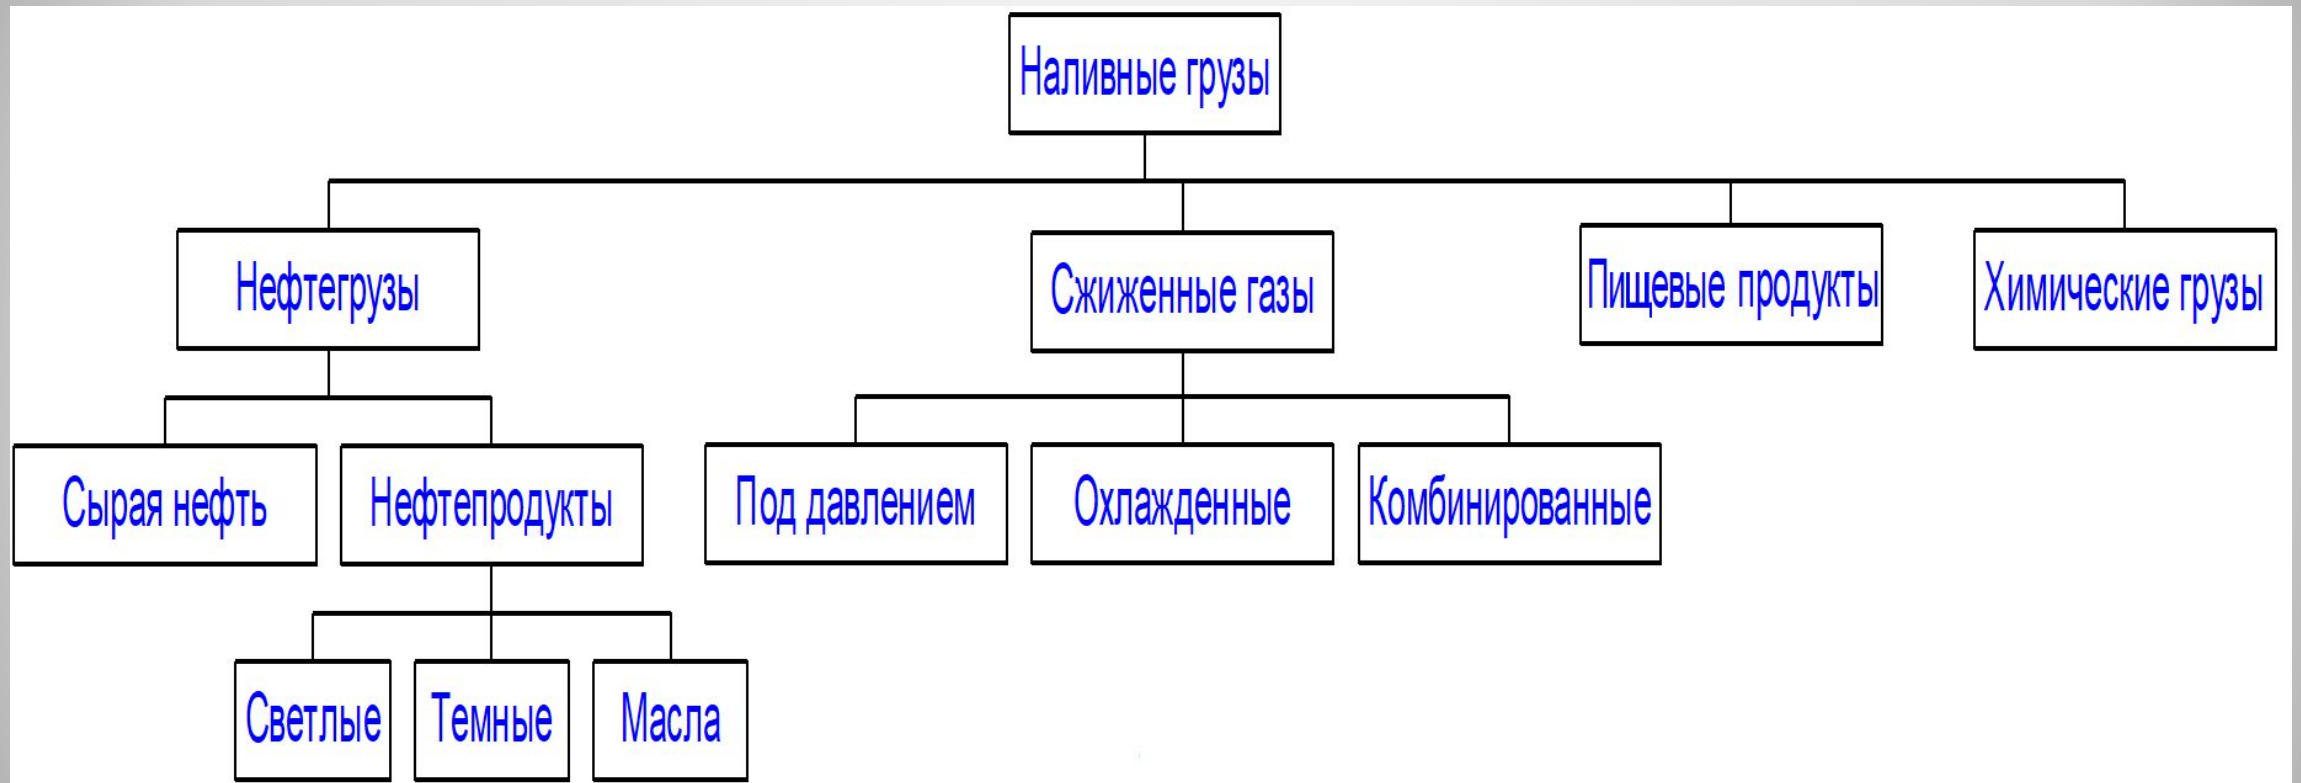 Наливные грузы
Нефтегрузы
Сжиженные газы
Пищевые продукты
Химические грузы
Сырая нефть
Нефтепродукты
Под давлением
Охлажденные
Комбинированные
Светлые
Темные
Масла